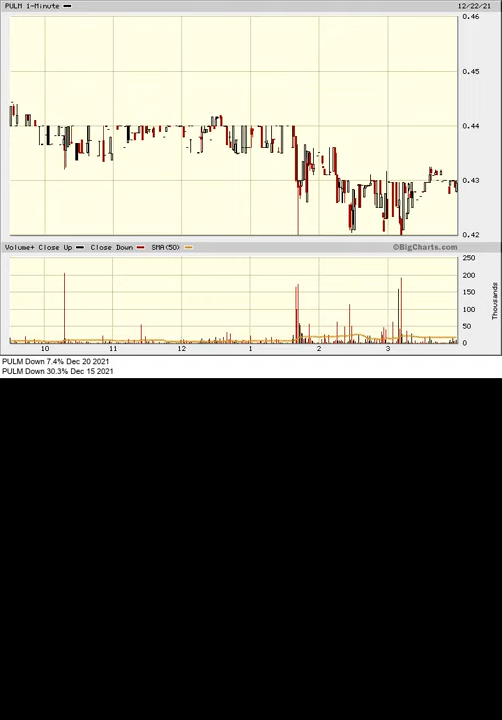 PULM 1-Minute 12/22/21
0.46
0.45
0.44
0.43
0.42
Volume+ Close Up Close Down SMA(50) ©BigCharts.com
250
200
150
100
50
0
Thousands
10 11 12 1 2 3
PULM Down 7.4% Dec 20 2021
PULM Down 30.3% Dec 15 2021